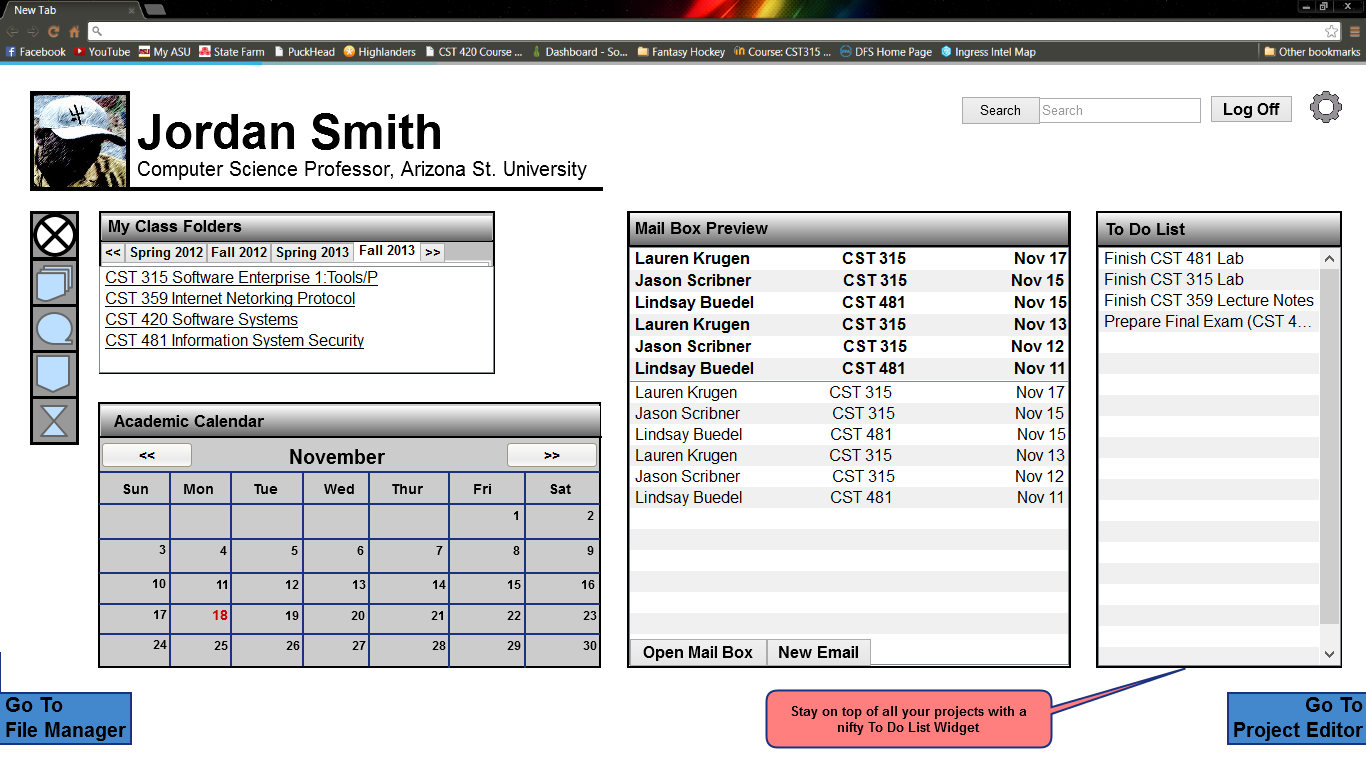 New Tab
Facebook YouTube My ASU State Farm PuckHead Highlanders CST 420 Course ... Dashboard - So... Fantasy Hockey Course: CST315 ... DFS Home Page Ingress Intel Map Other bookmarks
Jordan Smith
Computer Science Professor, Arizona St. University
Search Search Log Off
My Class Folders
<< Spring 2012 Fall 2012 Spring 2013 Fall 2013 >>
CST 315 Software Enterprise 1:Tools/P
CST 359 Internet Netorking Protocol
CST 420 Software Systems
CST 481 Information System Security
Academic Calendar
<< November >>
Sun Mon Tue Wed Thur Fri Sat
1 2
3 4 5 6 7 8 9
10 11 12 13 14 15 16
17 18 19 20 21 22 23
24 25 26 27 28 29 30
Mail Box Preview
Lauren Krugen CST 315 Nov 17
Jason Scribner CST 315 Nov 15
Lindsay Buedel CST 481 Nov 15
Lauren Krugen CST 315 Nov 13
Jason Scribner CST 315 Nov 12
Lindsay Buedel CST 481 Nov 11
Lauren Krugen CST 315 Nov 17
Jason Scribner CST 315 Nov 15
Lindsay Buedel CST 481 Nov 15
Lauren Krugen CST 315 Nov 13
Jason Scribner CST 315 Nov 12
Lindsay Buedel CST 481 Nov 11
Open Mail Box New Email
To Do List
Finish CST 481 Lab
Finish CST 315 Lab
Finish CST 359 Lecture Notes
Prepare Final Exam (CST 4...
Go To
File Manager
Stay on top of all your projects with a
nifty To Do List Widget
Go To
Project Editor